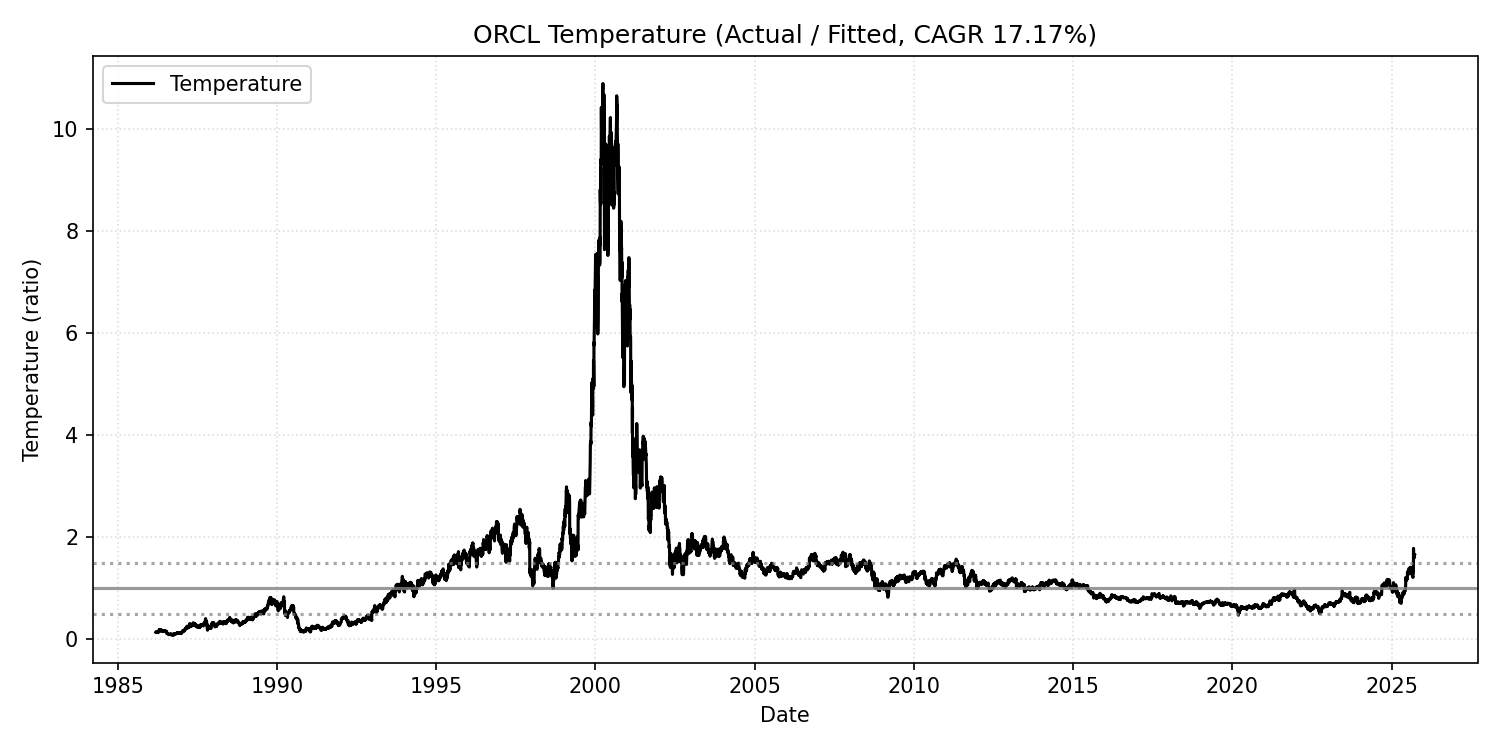 ORCL Temperature (Actual / Fitted, CAGR 17.17%)
Temperature
Temperature (ratio)
10
8
6
4
2
0
1985 1990 1995 2000 2005 2010 2015 2020 2025
Date